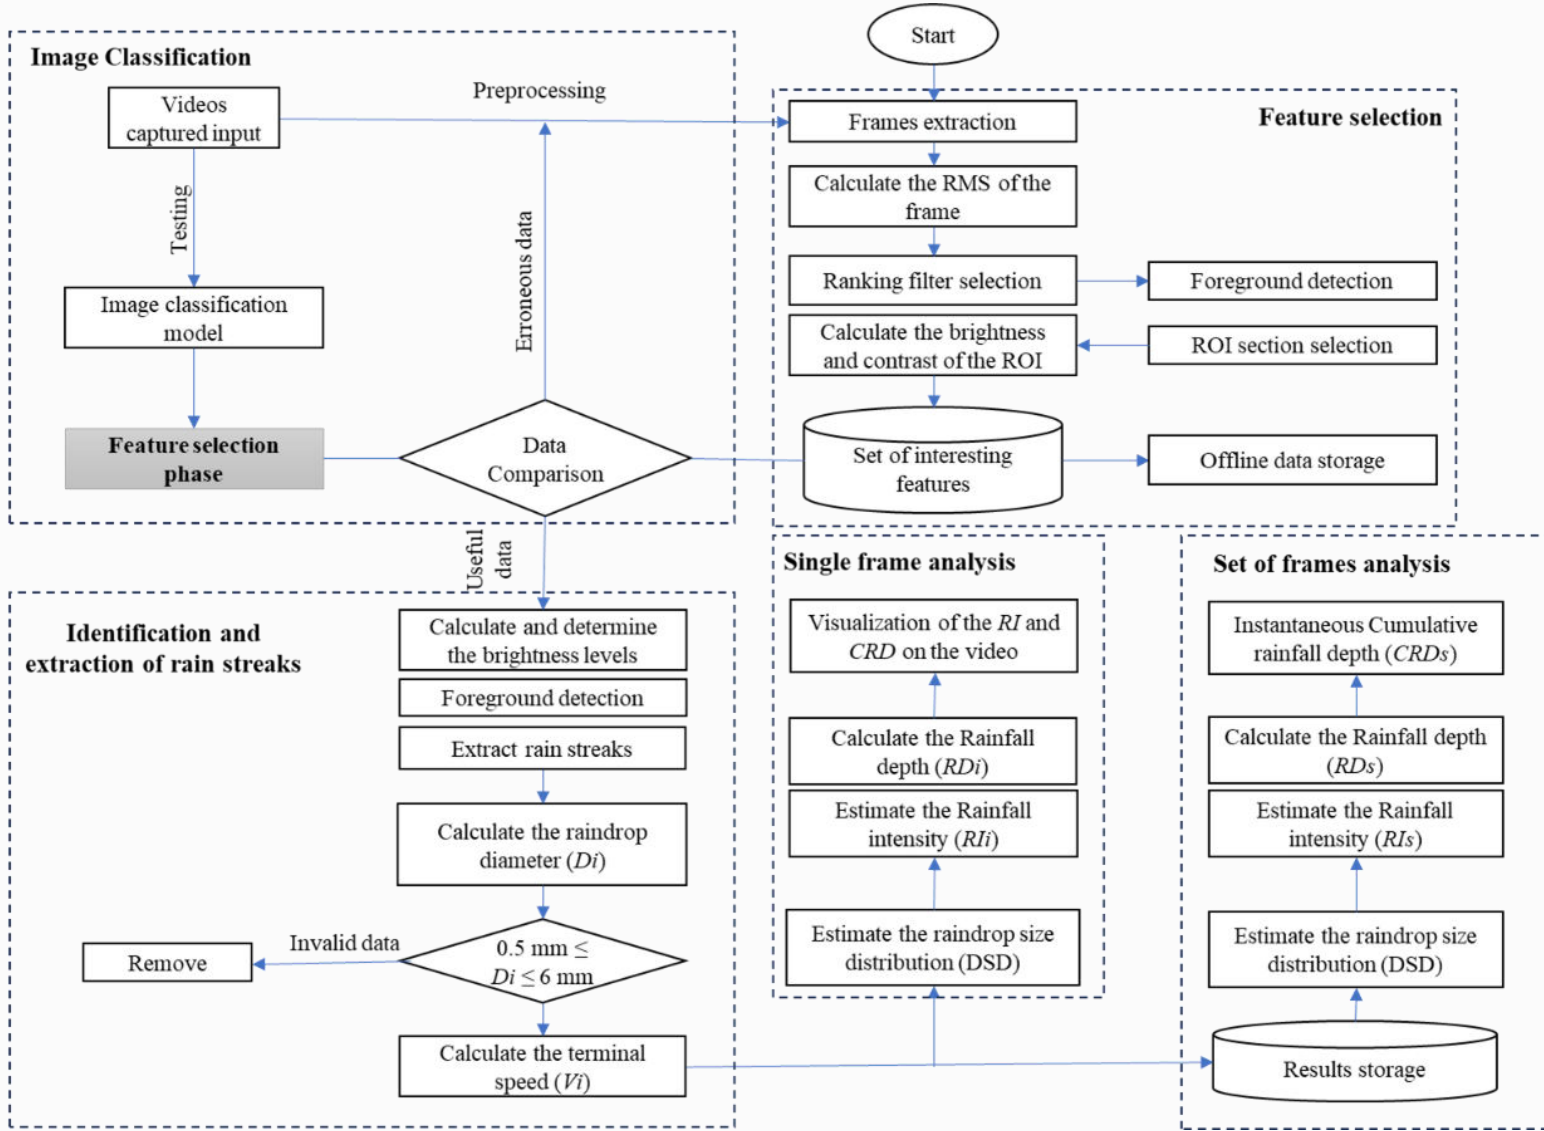 Start
Image Classification
Videos
captured input
Preprocessing
Testing
Image classification
model
Feature selection
phase
Erroneous data
Data
Comparison
Useful
data
Feature selection
Frames extraction
Calculate the RMS of the
frame
Ranking filter selection
Foreground detection
Calculate the brightness
and contrast of the ROI
ROI section selection
Set of interesting
features
Offline data storage
Identification and
extraction of rain streaks
Calculate and determine
the brightness levels
Foreground detection
Extract rain streaks
Calculate the raindrop
diameter (Di)
0.5 mm ≤
Di ≤ 6 mm
Invalid data
Remove
Calculate the terminal
speed (Vi)
Single frame analysis
Visualization of the RI and
CRD on the video
Calculate the Rainfall
depth (RDi)
Estimate the Rainfall
intensity (RIi)
Estimate the raindrop size
distribution (DSD)
Set of frames analysis
Instantaneous Cumulative
rainfall depth (CRDs)
Calculate the Rainfall depth
(RDs)
Estimate the Rainfall
intensity (RIs)
Estimate the raindrop size
distribution (DSD)
Results storage